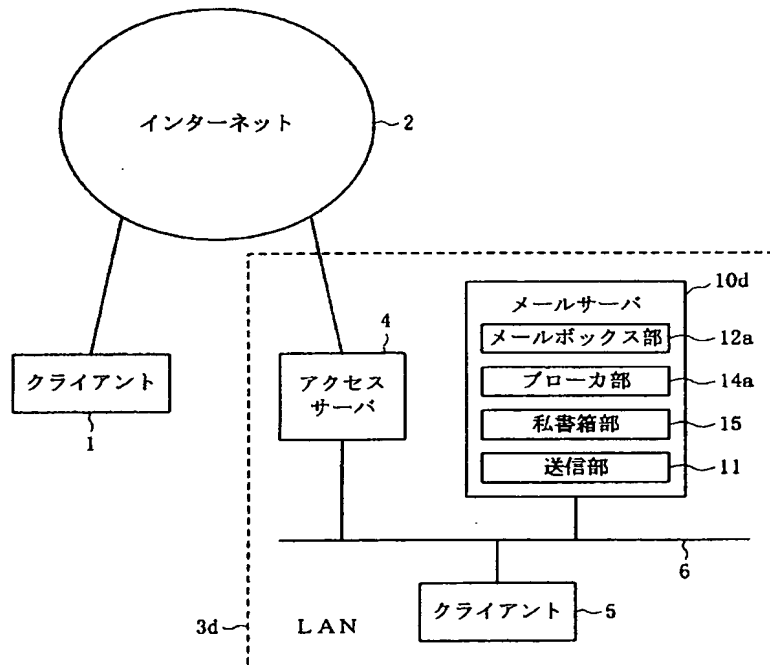 インターネット
2
クライアント
1
4
アクセス
サーバ
10d
メールサーバ
メールボックス部
12a
ブローカ部
14a
私書箱部
15
送信部
11
6
クライアント
5
3d
LAN